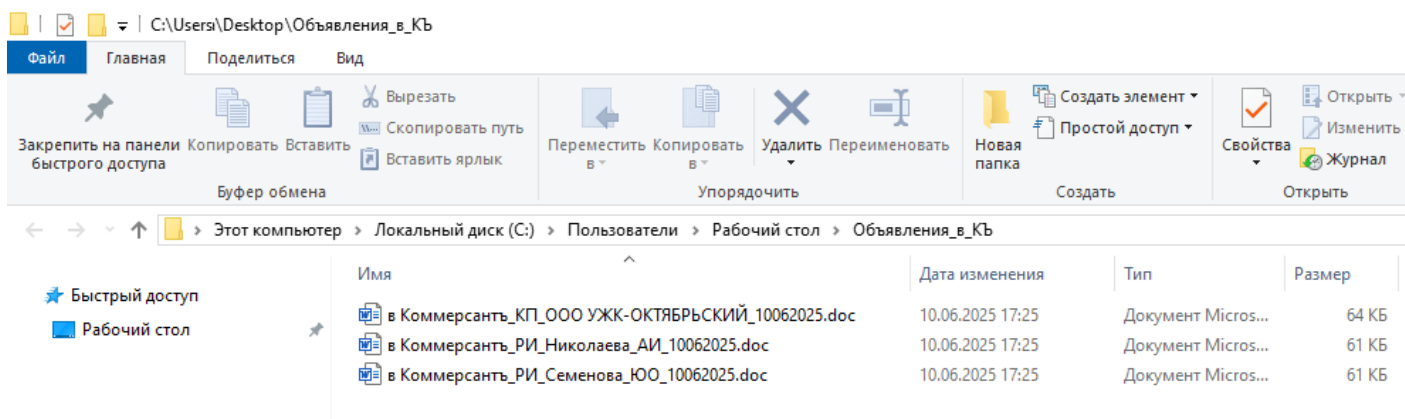 C:\Users\Desktop\Объявления_в_КЪ
Файл Главная Поделиться Вид
Закрепить на панели быстрого доступа
Копировать
Вставить
Вырезать
Скопировать путь
Вставить ярлык
Буфер обмена
Переместить в
Копировать в
Удалить
Переименовать
Упорядочить
Новая папка
Создать элемент
Простой доступ
Создать
Свойства
Открыть
Изменить
Журнал
Открыть
Этот компьютер > Локальный диск (C:) > Пользователи > Рабочий стол > Объявления_в_КЪ
Быстрый доступ
Рабочий стол
Имя Дата изменения Тип Размер
в Коммерсантъ_КП_ООО УЖК-ОКТЯБРЬСКИЙ_10062025.doc 10.06.2025 17:25 Документ Micros... 64 КБ
в Коммерсантъ_РИ_Николаева_АИ_10062025.doc 10.06.2025 17:25 Документ Micros... 61 КБ
в Коммерсантъ_РИ_Семенова_ЮО_10062025.doc 10.06.2025 17:25 Документ Micros... 61 КБ